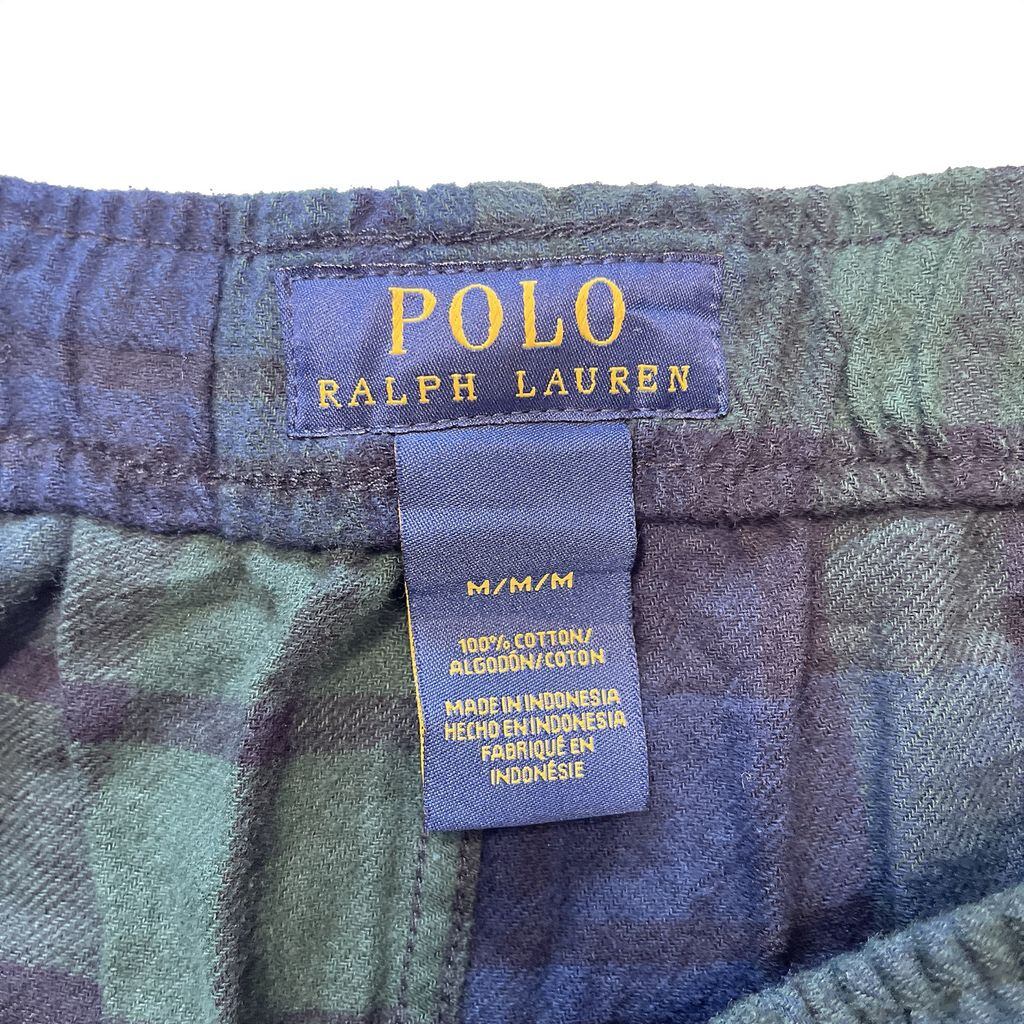 POLO
RALPH LAUREN
M/M/M
100% COTTON/
ALGODÓN/COTON
MADE IN INDONESIA
HECHO EN INDONESIA
FABRIQUÉ EN
INDONÉSIE